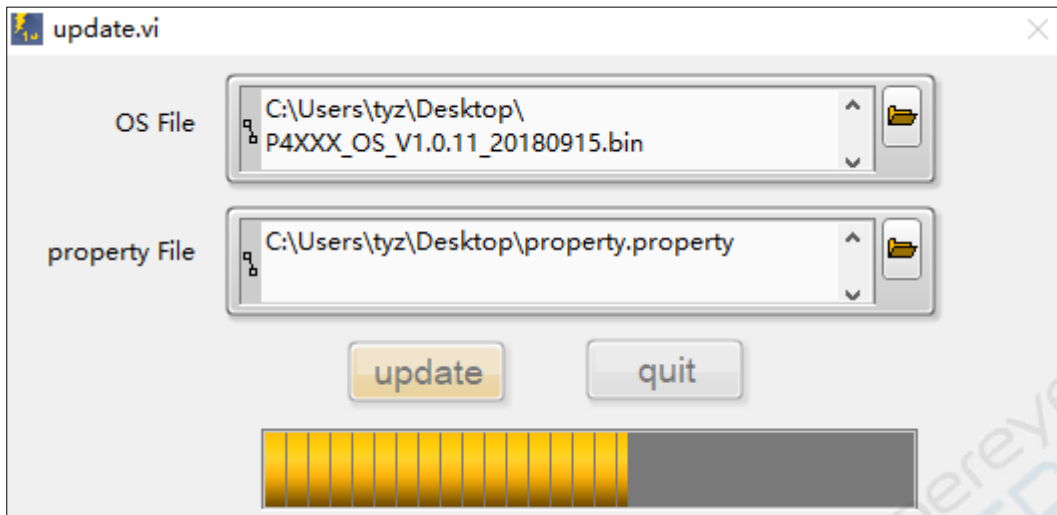 update.vi
OS File
C:\Users\tyz\Desktop\
P4XXX_OS_V1.0.11_20180915.bin
property File
C:\Users\tyz\Desktop\property.property
update
quit